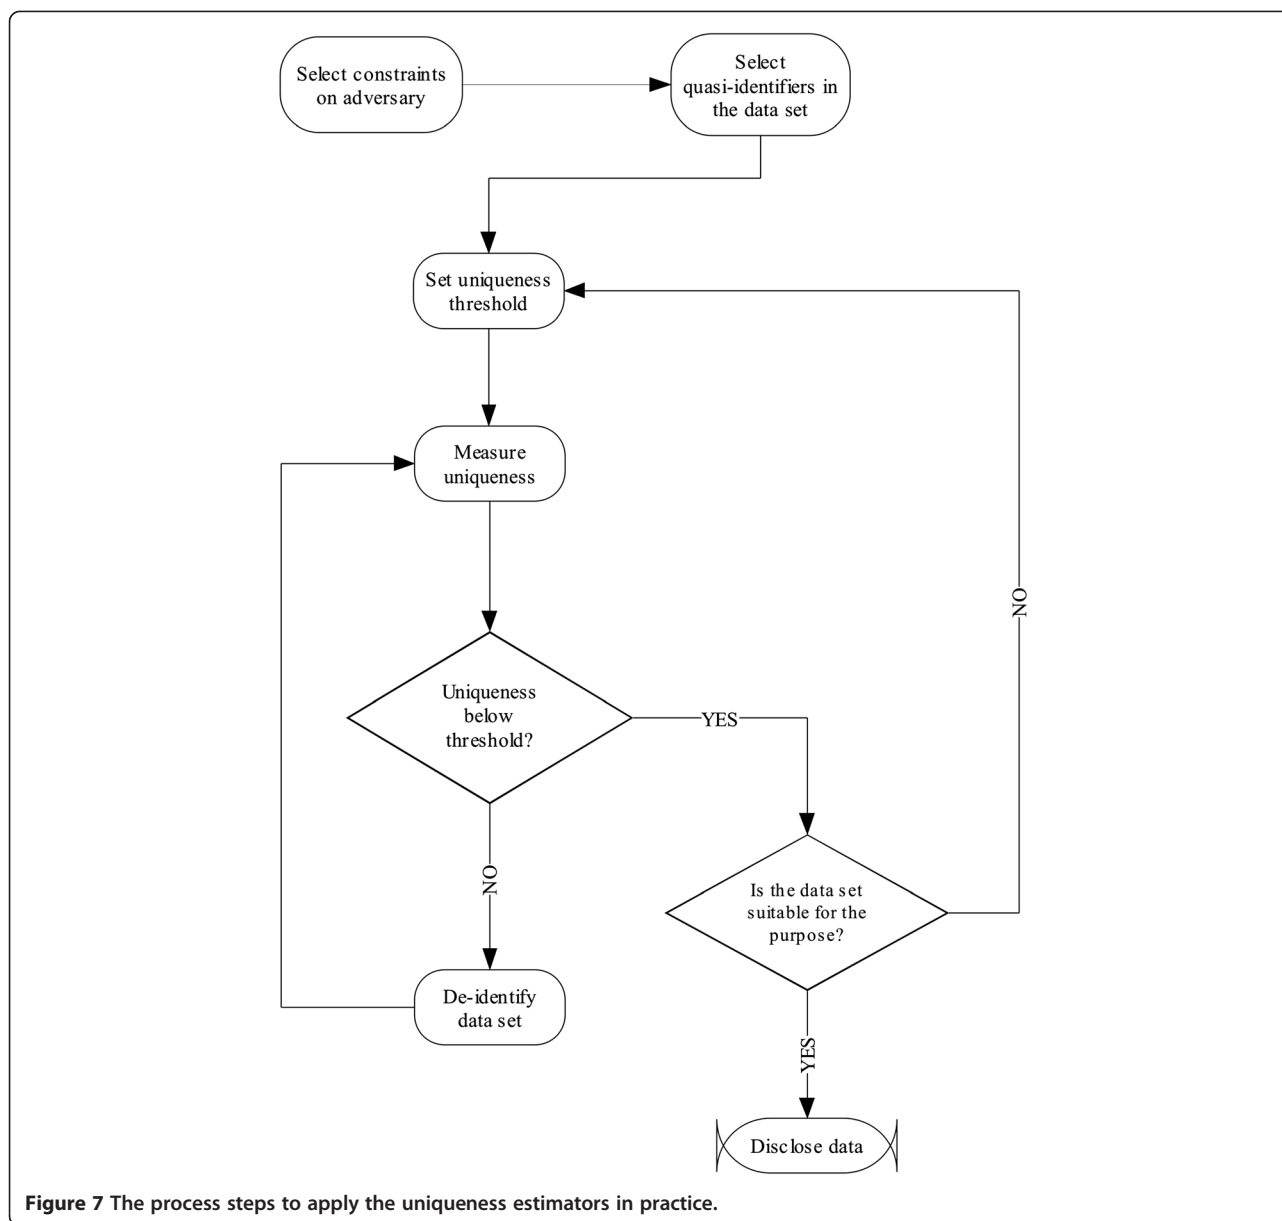 Select constraints
on adversary
Select
quasi-identifiers in
the data set
Set uniqueness
threshold
Measure
uniqueness
Uniqueness
below
threshold?
YES
NO
NO
Is the data set
suitable for the
purpose?
De-identify
data set
YES
Disclose data
Figure 7 The process steps to apply the uniqueness estimators in practice.